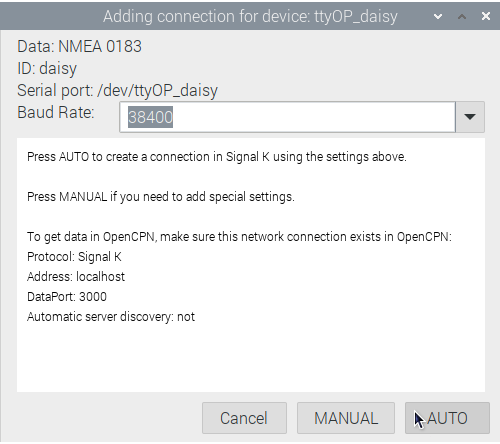 Adding connection for device: ttyOP_daisy
Data: NMEA 0183
ID: daisy
Serial port: /dev/ttyOP_daisy
Baud Rate: 38400
Press AUTO to create a connection in Signal K using the settings above.
Press MANUAL if you need to add special settings.
To get data in OpenCPN, make sure this network connection exists in OpenCPN:
Protocol: Signal K
Address: localhost
DataPort: 3000
Automatic server discovery: not
Cancel MANUAL AUTO